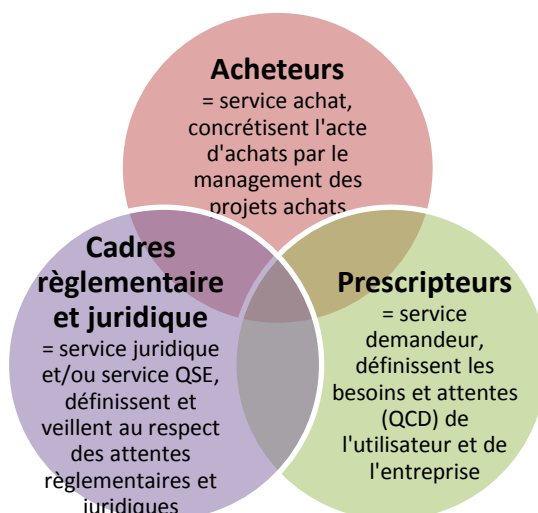 Acheteurs
= service achat,
concrétisent l'acte
d'achats par le
management des
projets achats
Cadres
règlementaire
et juridique
= service juridique
et/ou service QSE,
définissent et
veillent au respect
des attentes
règlementaires et
juridiques
Prescripteurs
= service
demandeur,
définissent les
besoins et attentes
(QCD) de
l'utilisateur et de
l'entreprise